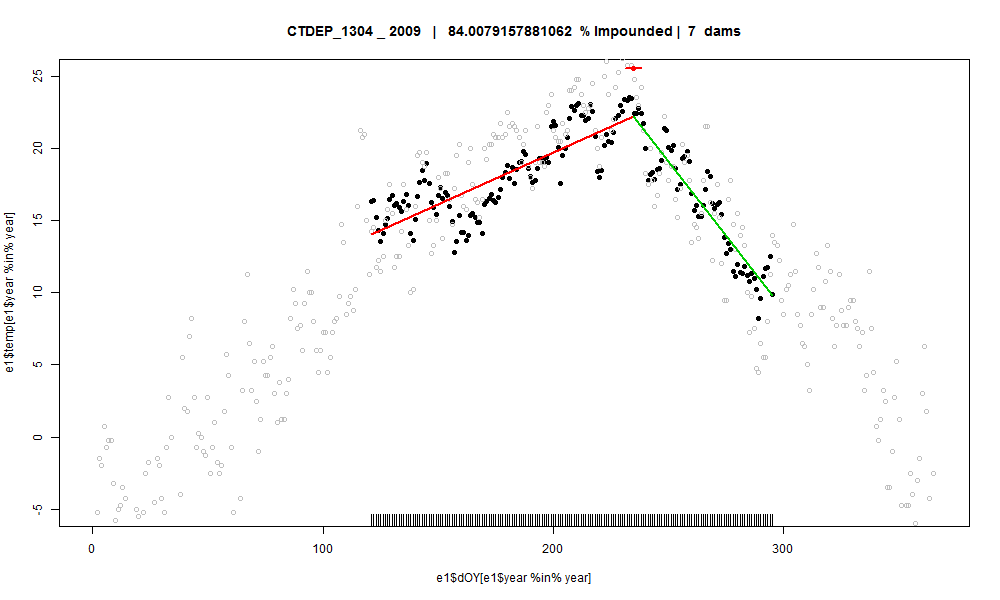 CTDEP_1304 _ 2009 | 84.0079157881062 % Impounded | 7 dams
e1$temp[e1$year %in% year]
25
20
15
10
5
0
-5
0 100 200 300
e1$dOY[e1$year %in% year]